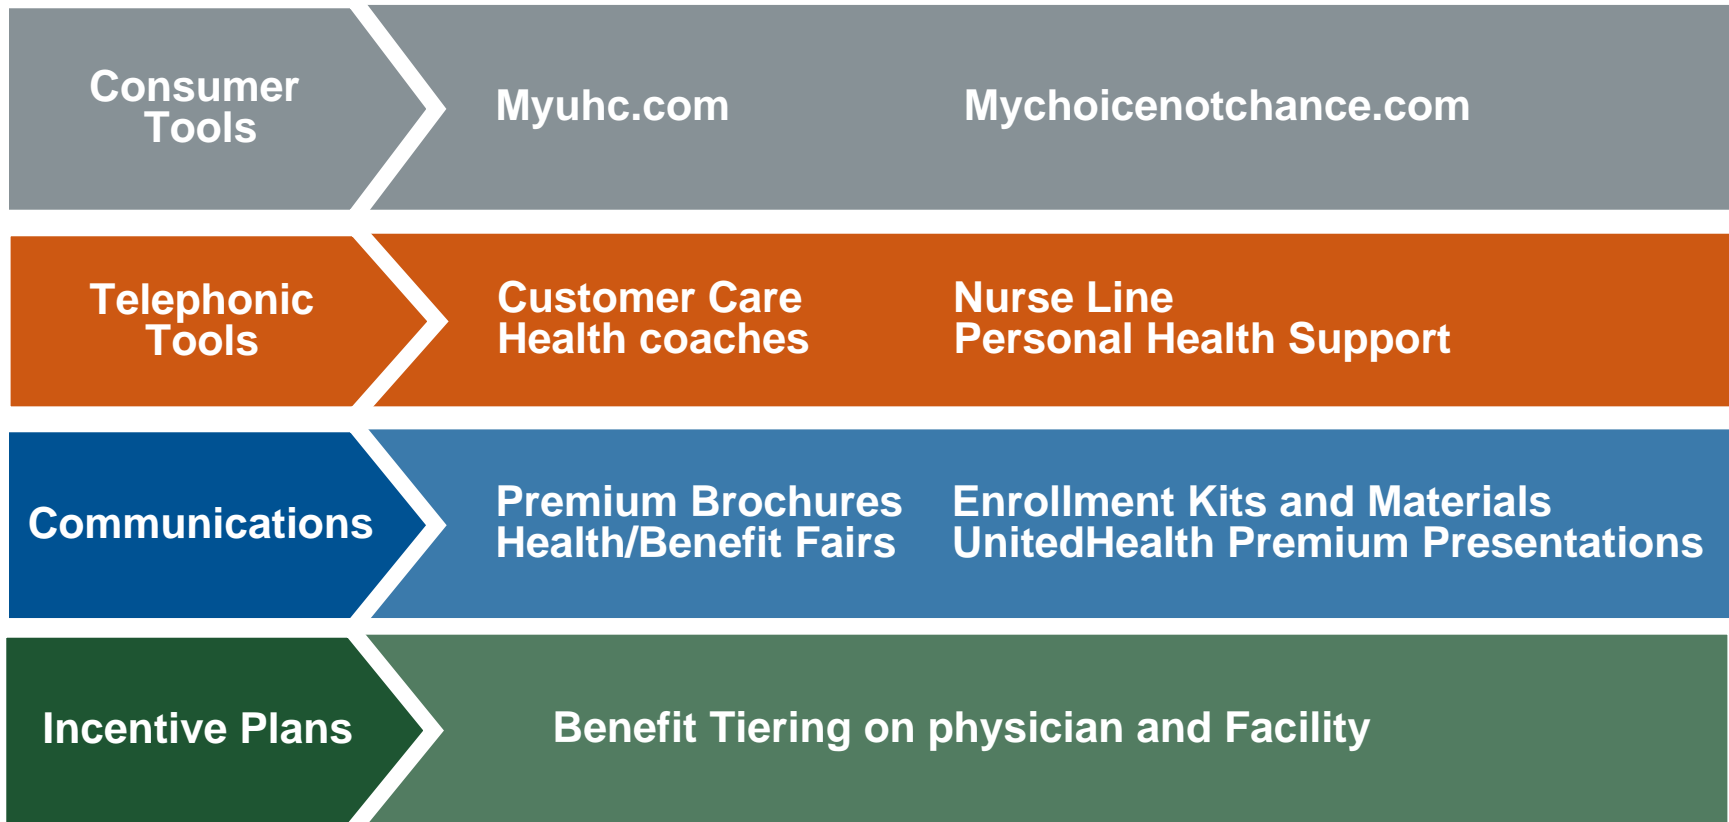 Consumer
Tools
Myuhc.com
Mychoicenotchance.com
Telephonic
Tools
Customer Care
Health coaches
Nurse Line
Personal Health Support
Communications
Premium Brochures
Health/Benefit Fairs
Enrollment Kits and Materials
UnitedHealth Premium Presentations
Incentive Plans
Benefit Tiering on physician and Facility